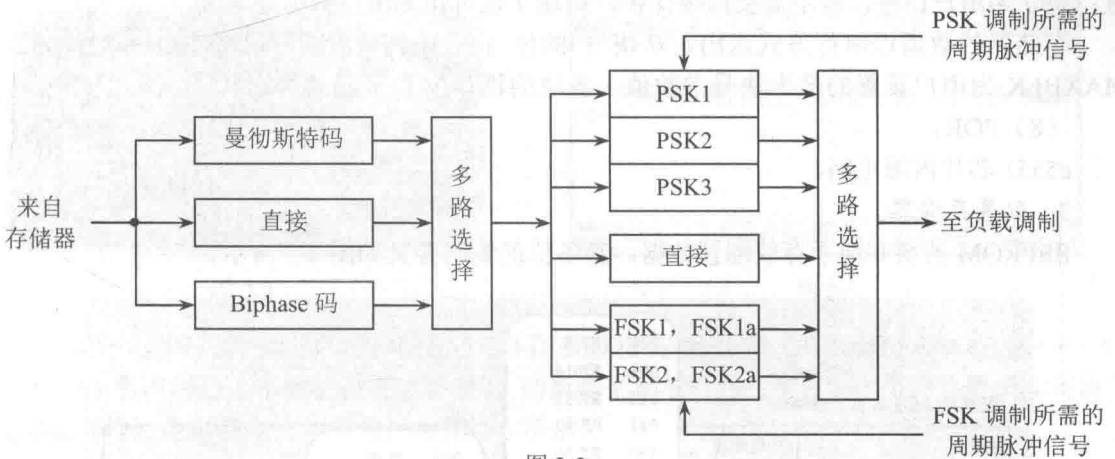 PSK 调制所需的
周期脉冲信号
PSK1
曼彻斯特码
PSK2
PSK3
来自
存储器
直接
多路选择
多路选择
至负载调制
直接
Biphase 码
FSK1，FSK1a
FSK2，FSK2a
FSK 调制所需的
周期脉冲信号